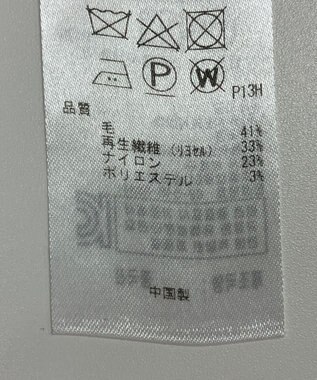 P W P13H
品質
毛 41%
再生繊維 (リヨセル) 33%
ナイロン 23%
ポリエステル 3%
中国製